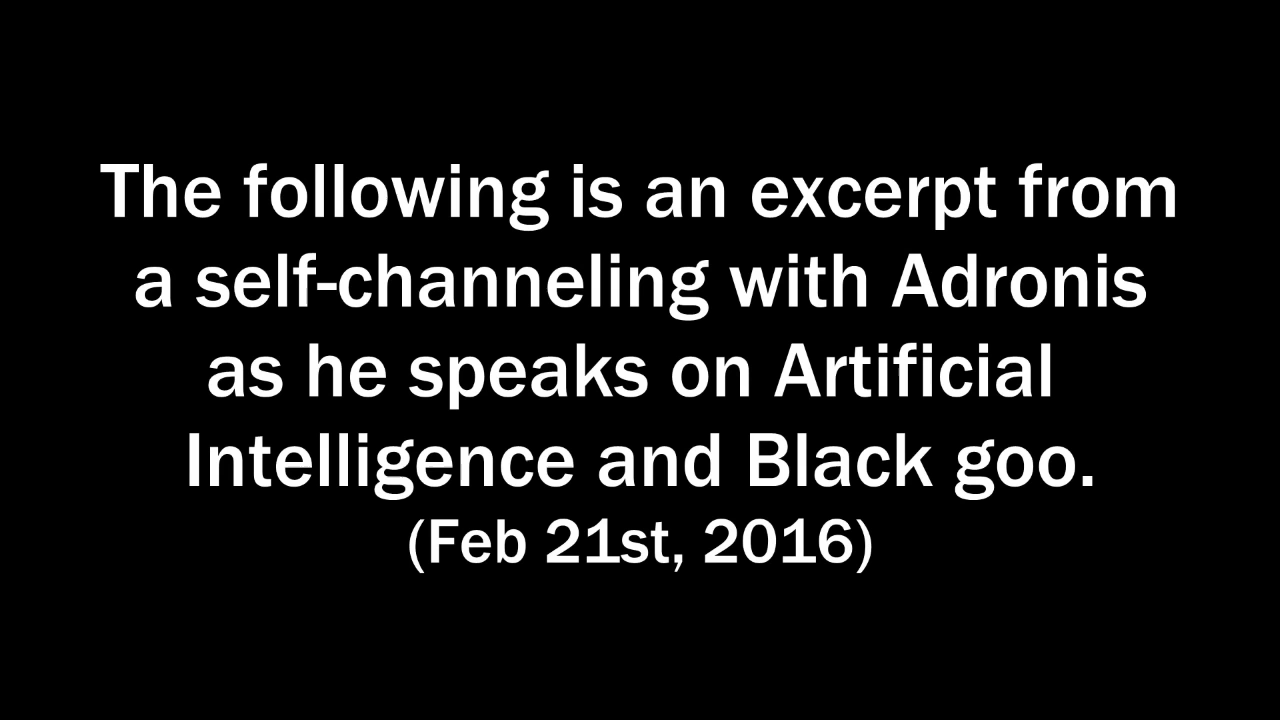 The following is an excerpt from
a self-channeling with Adronis
as he speaks on Artificial
Intelligence and Black goo.
(Feb 21st, 2016)